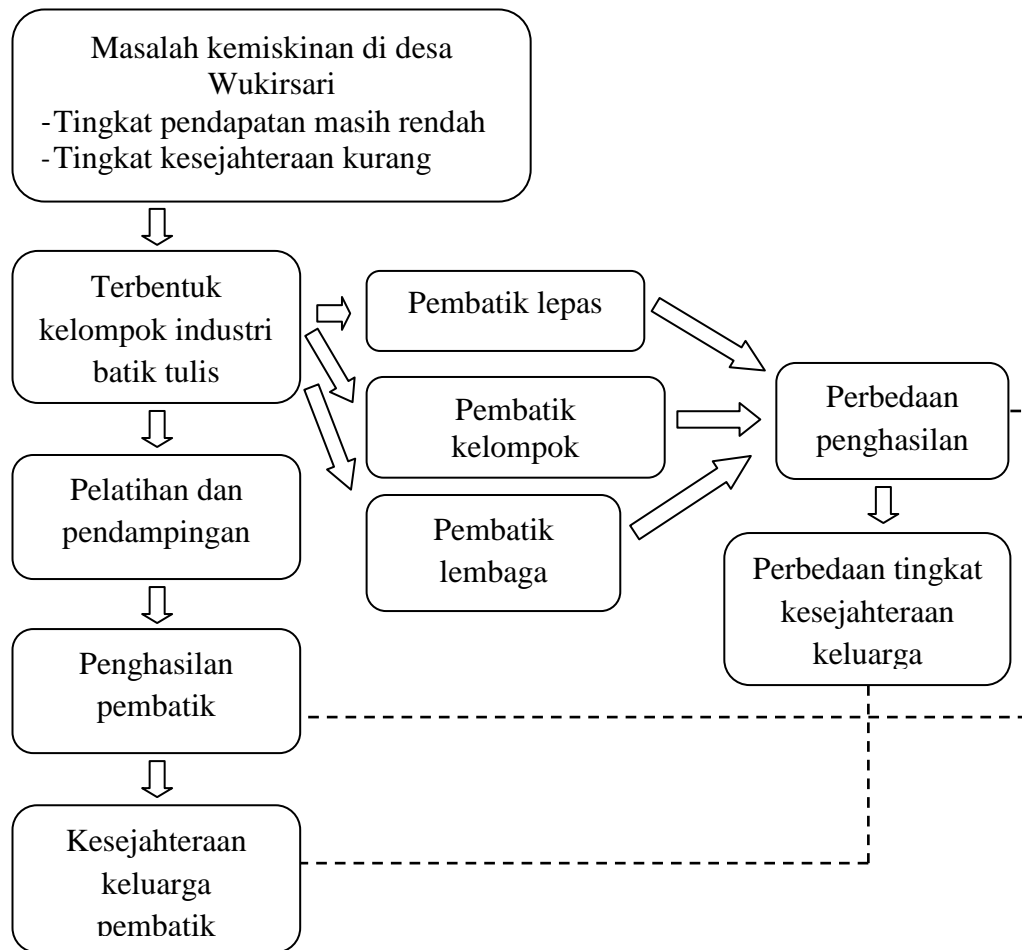 Masalah kemiskinan di desa
Wukirsari
-Tingkat pendapatan masih rendah
-Tingkat kesejahteraan kurang
Terbentuk
kelompok industri
batik tulis
Pembatik lepas
Pembatik
kelompok
Pembatik
lembaga
Perbedaan
penghasilan
Perbedaan tingkat
kesejahteraan
keluarga
Pelatihan dan
pendampingan
Penghasilan
pembatik
Kesejahteraan
keluarga
pembatik